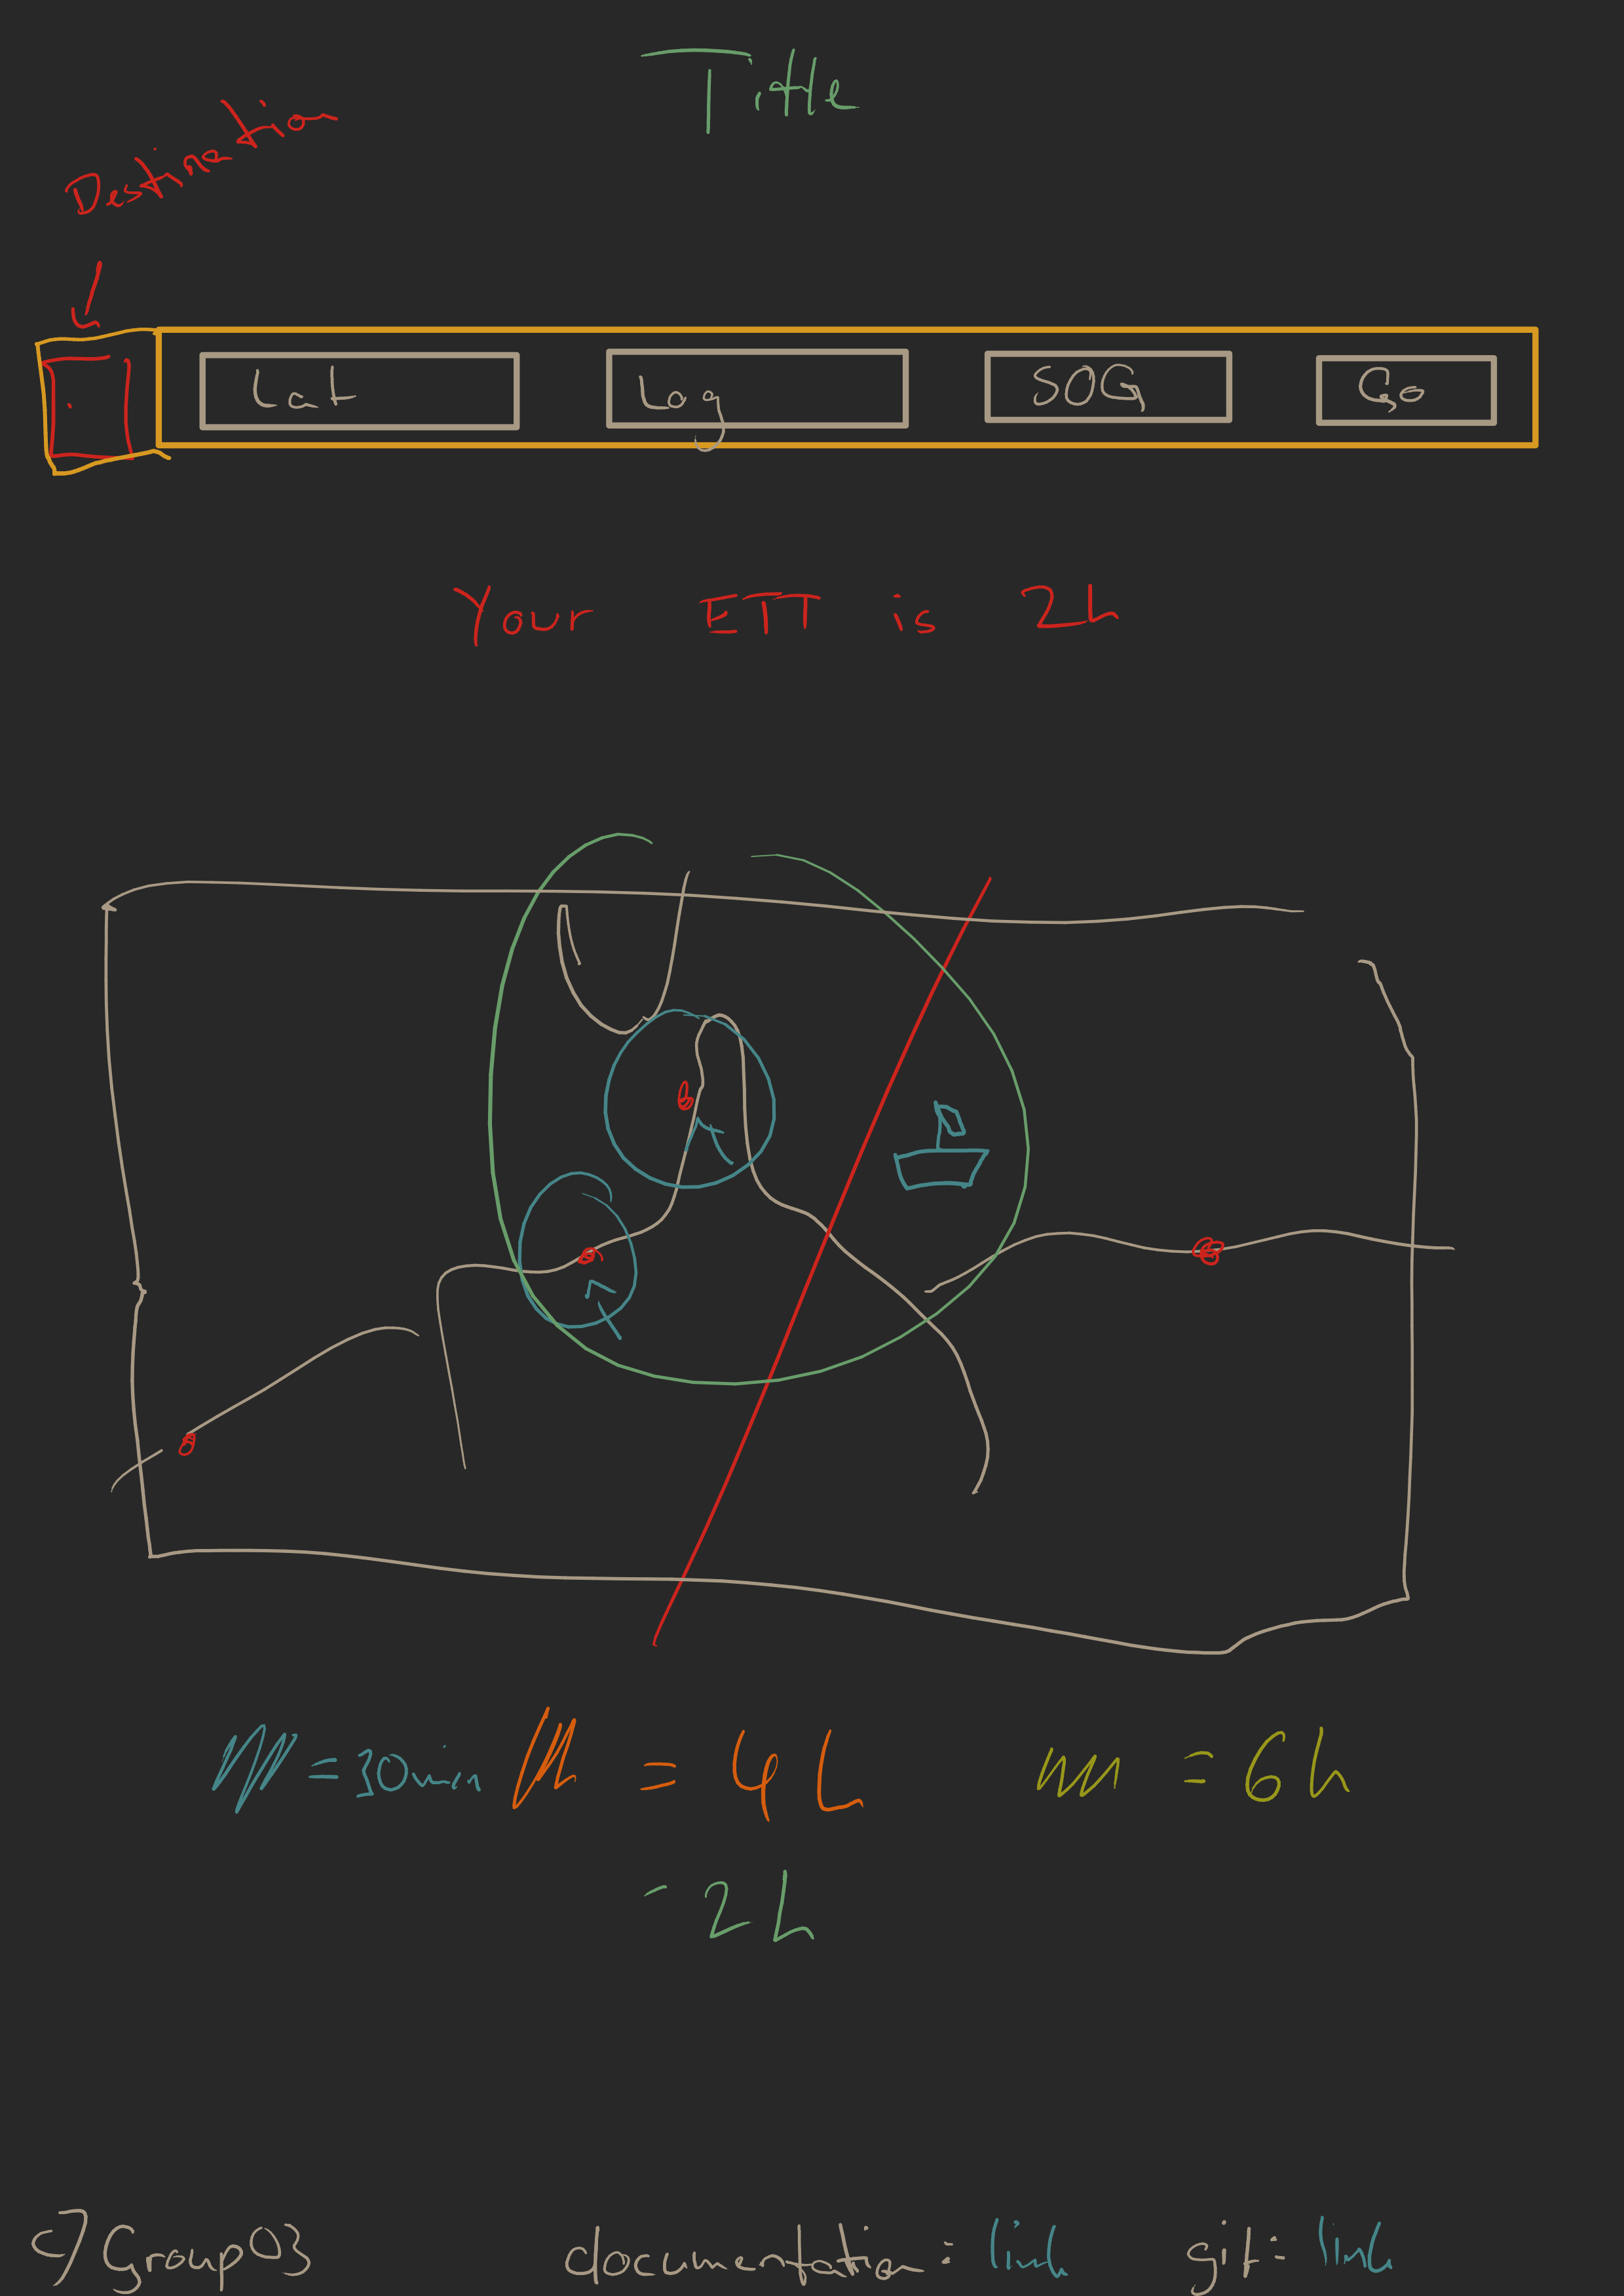 Title
Destination
Lat Log SOG Go
Your ETT is 2h
= 30min = 4h = 6h
2h
Group03 documentation: link git: link